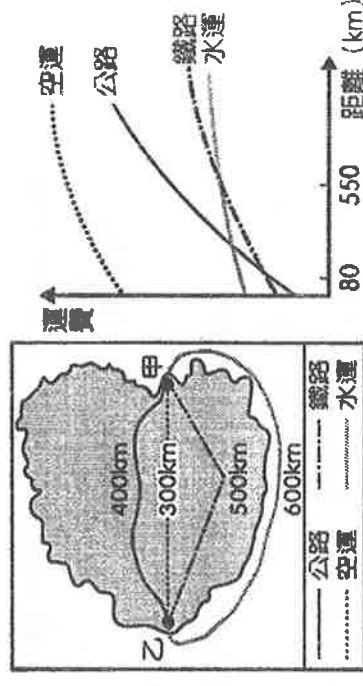 甲
乙
400km
300km
500km
600km
公路
鐵路
空運
水運
運費
空運
公路
鐵路
水運
80
550
距離 (km)